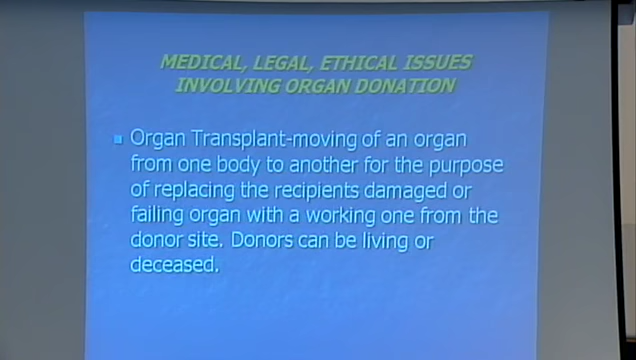 MEDICAL, LEGAL, ETHICAL ISSUES
INVOLVING ORGAN DONATION
Organ Transplant-moving of an organ
from one body to another for the purpose
of replacing the recipients damaged or
failing organ with a working one from the
donor site. Donors can be living or
deceased.